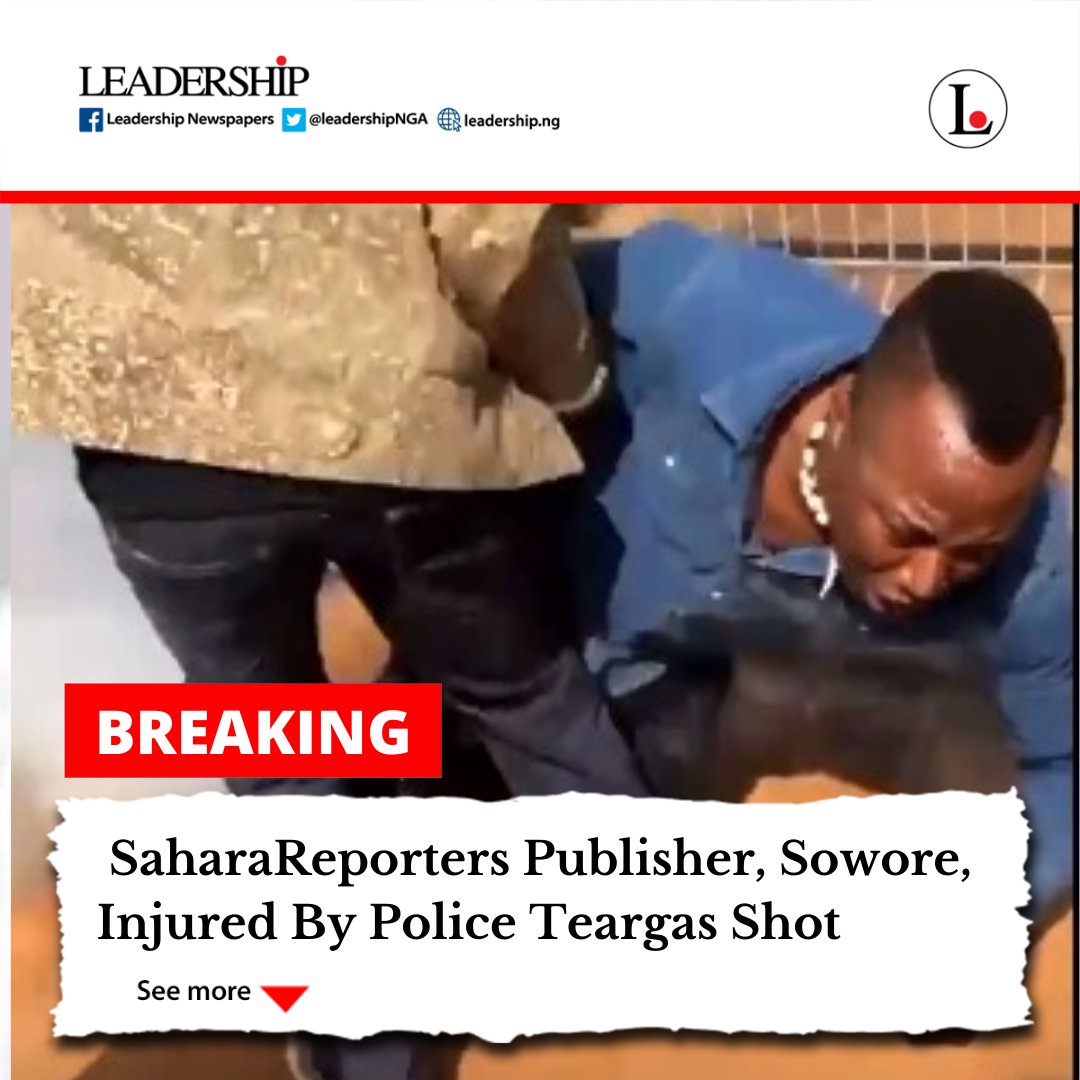 LEADERSHIP
Leadership Newspapers @leadershipNGA leadership.ng
L.
BREAKING
SaharaReporters Publisher, Sowore,
Injured By Police Teargas Shot
See more